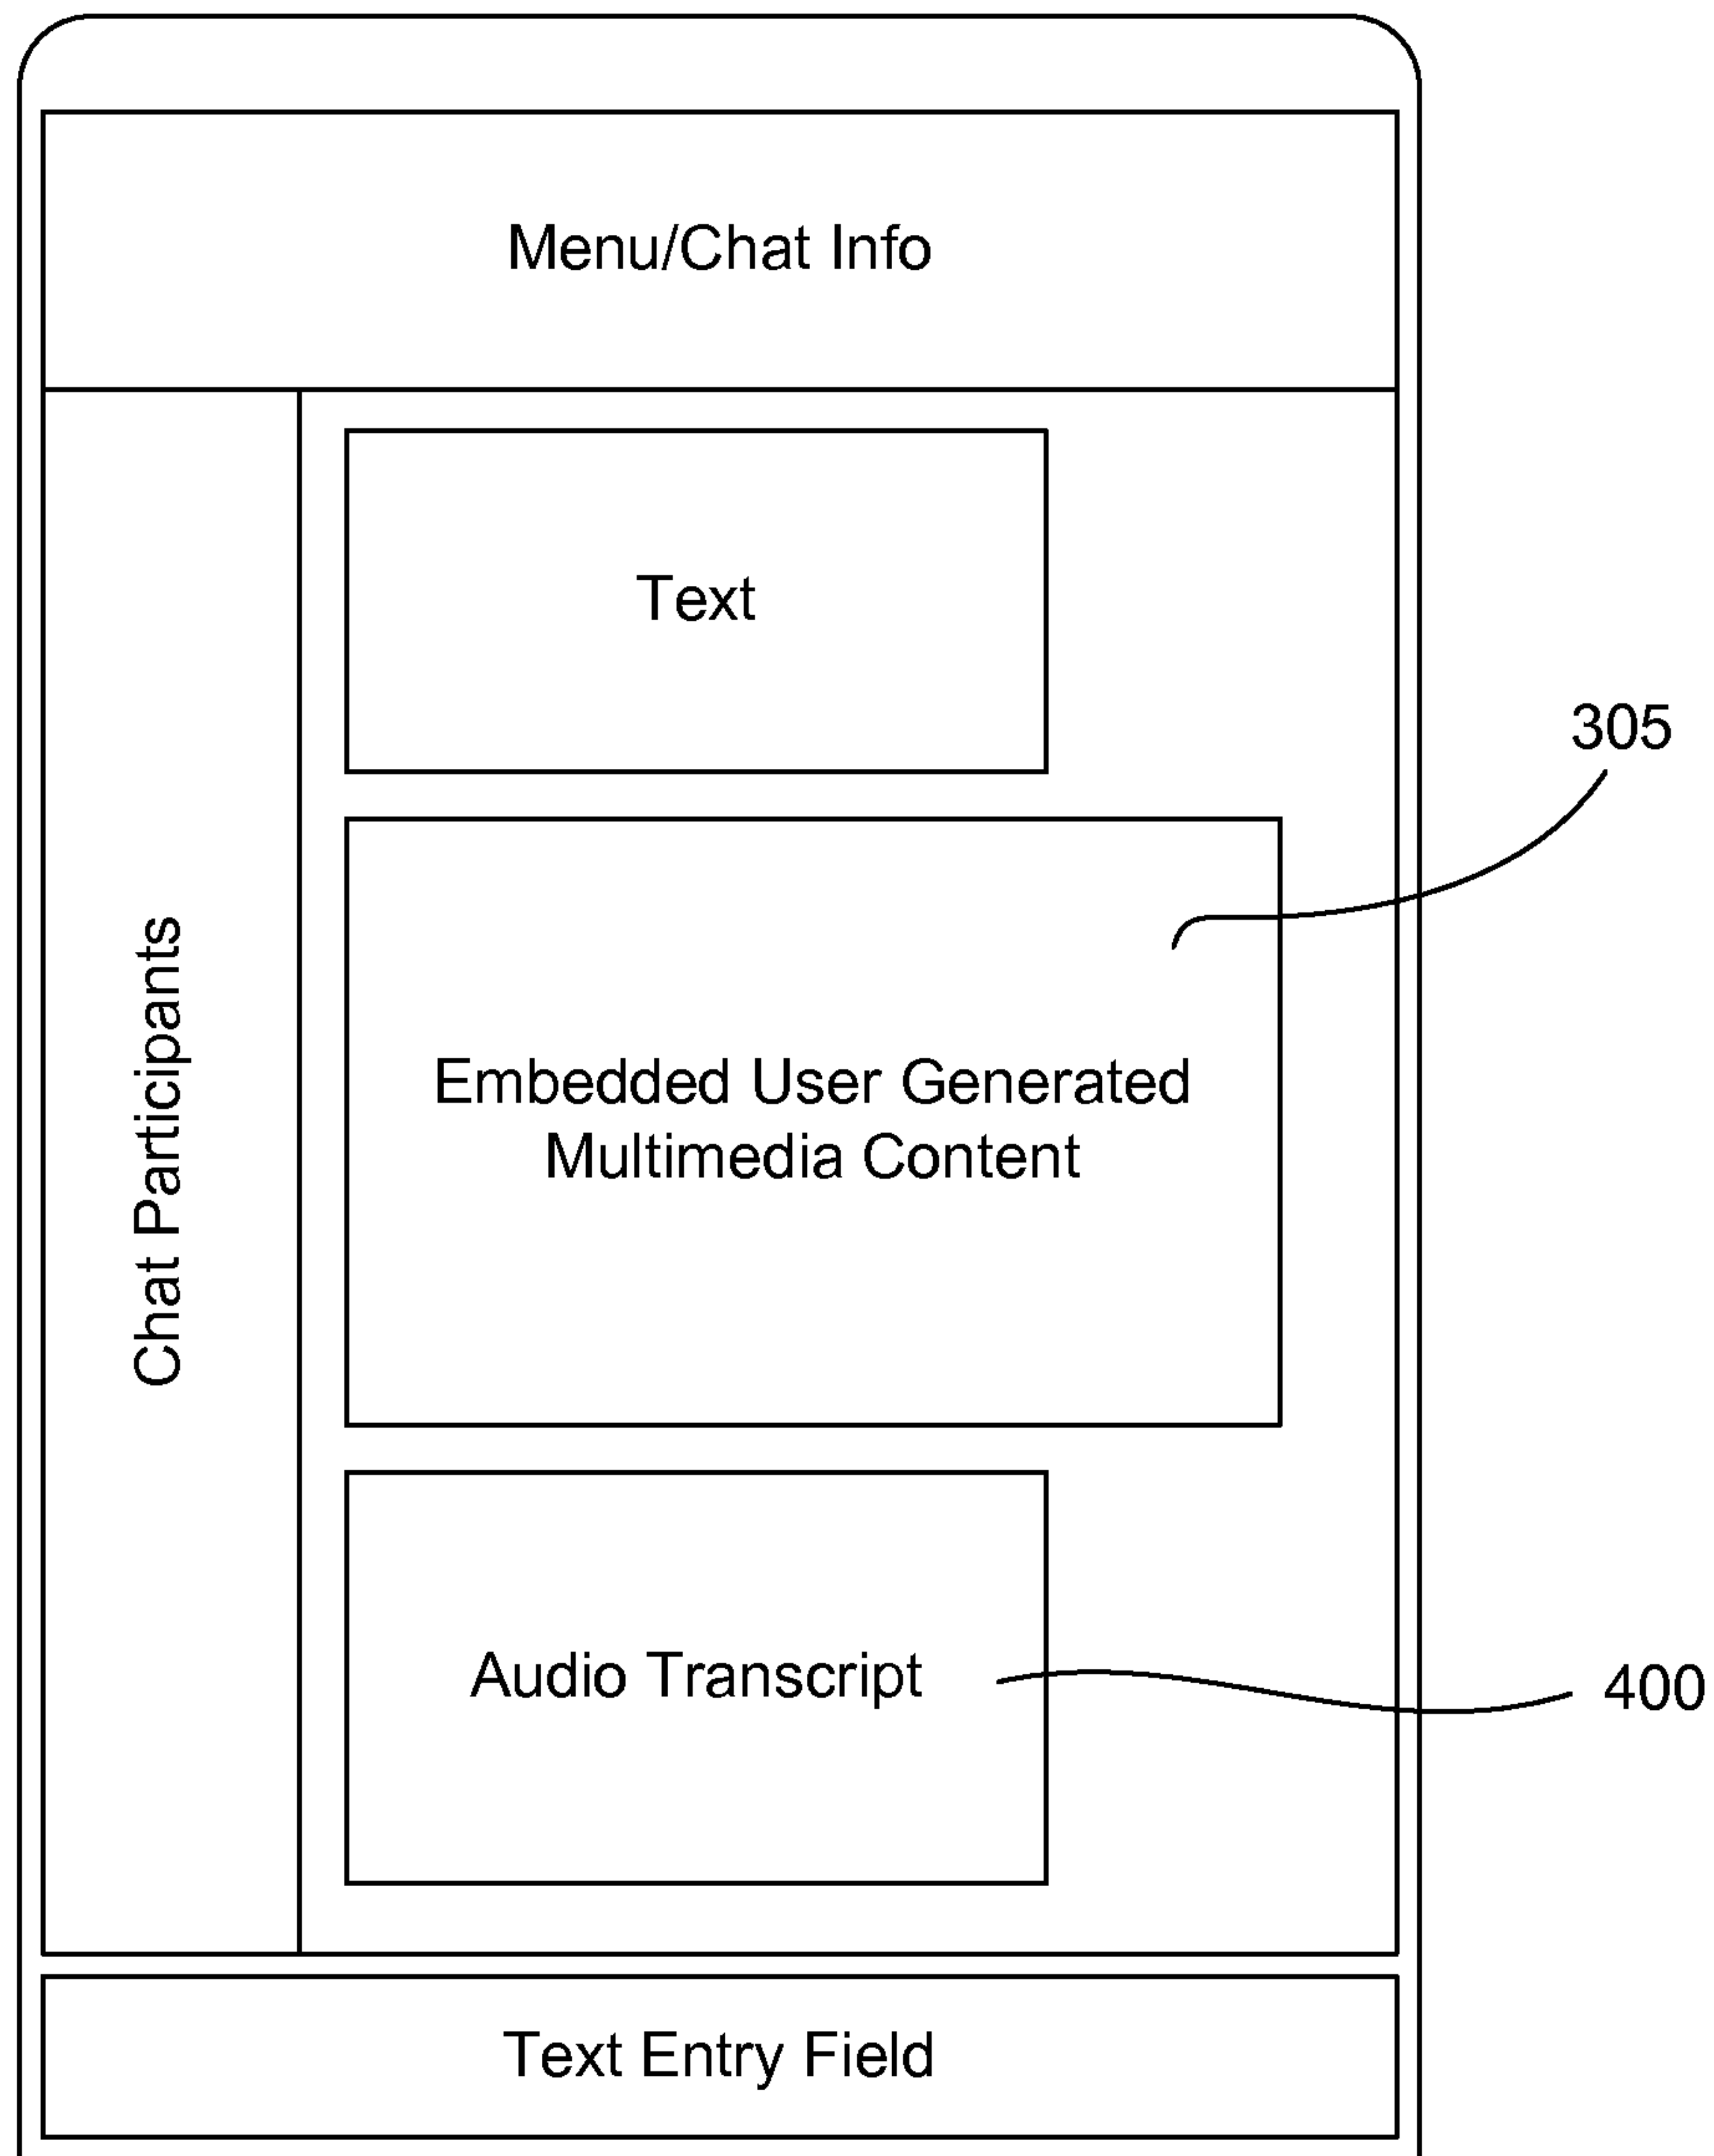 Menu/Chat Info
Text
305
Chat Participants
Embedded User Generated
Multimedia Content
Audio Transcript
400
Text Entry Field